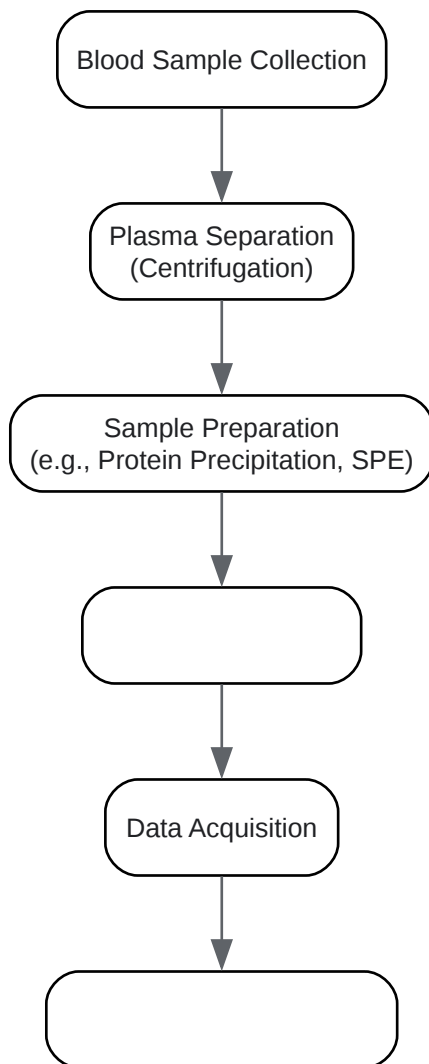 Blood Sample Collection
Plasma Separation
(Centrifugation)
Sample Preparation
(e.g., Protein Precipitation, SPE)
Data Acquisition